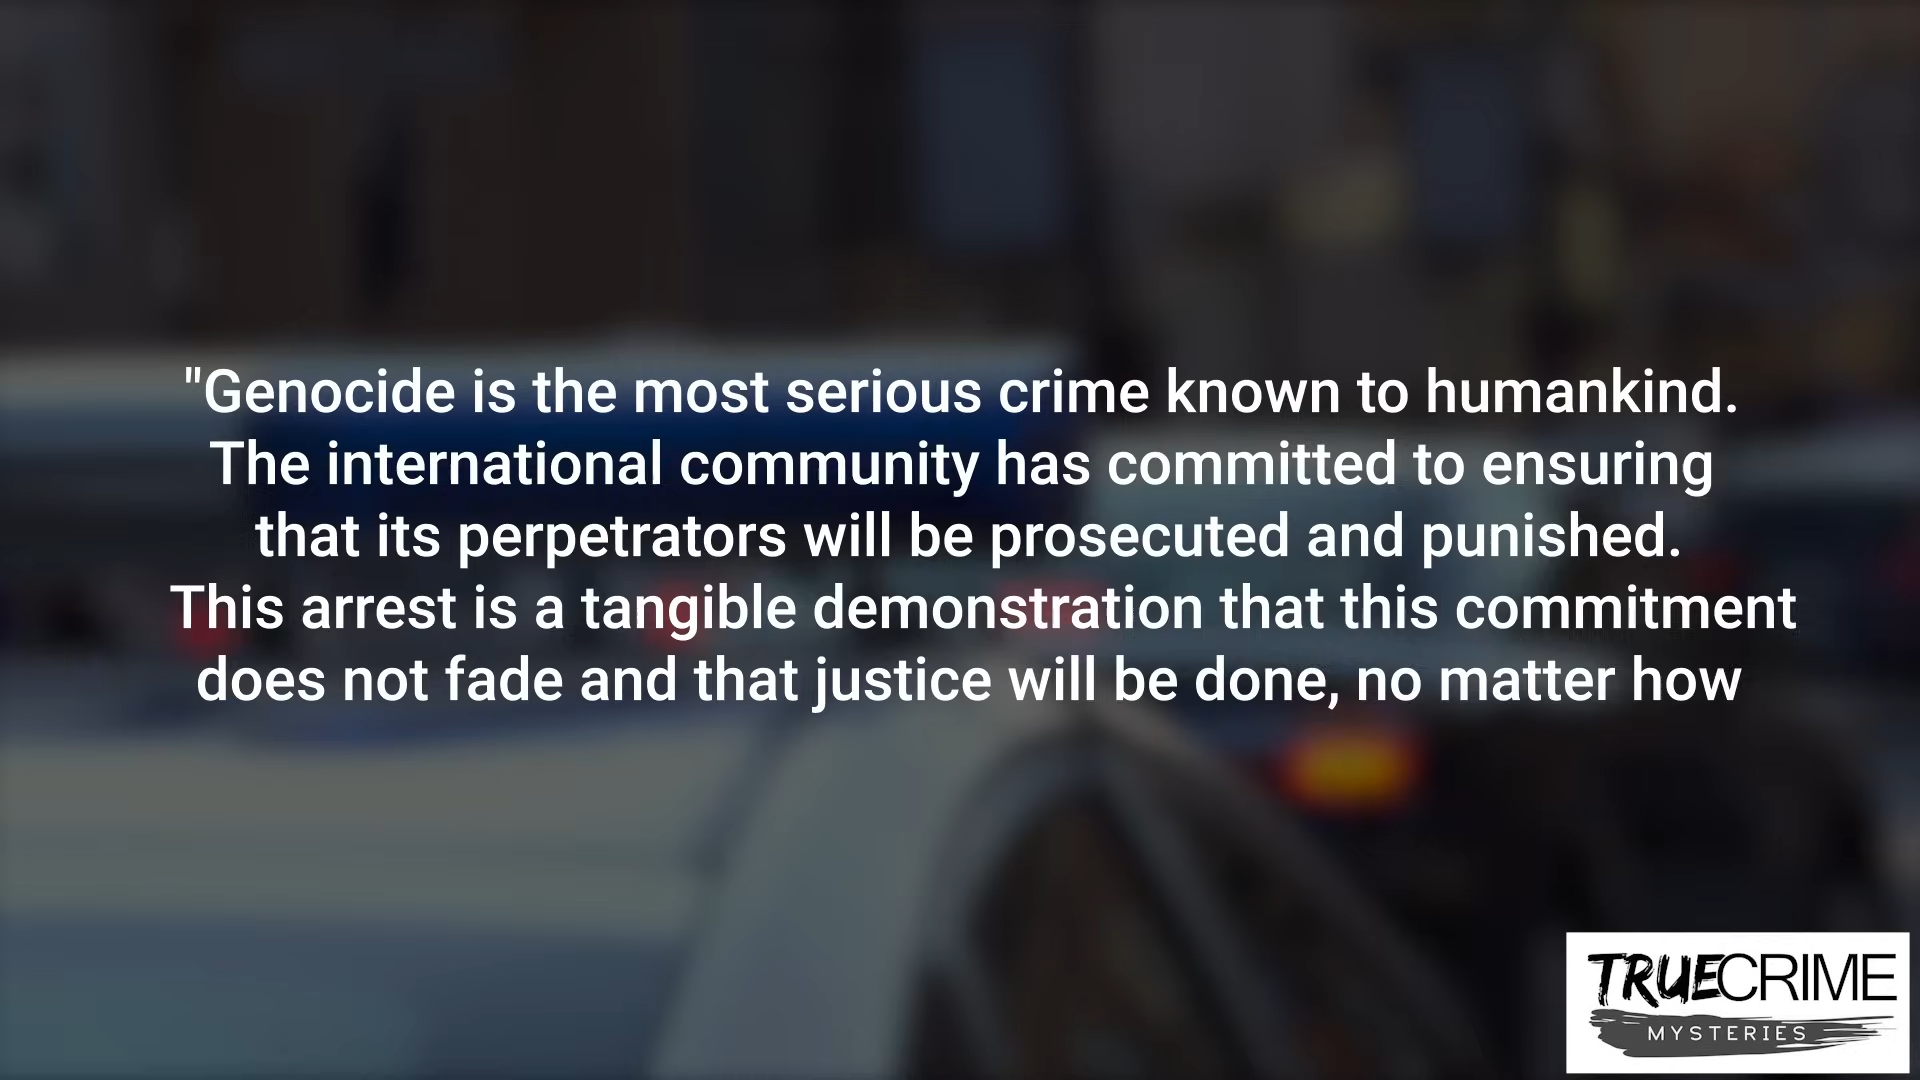 "Genocide is the most serious crime known to humankind.
The international community has committed to ensuring
that its perpetrators will be prosecuted and punished.
This arrest is a tangible demonstration that this commitment
does not fade and that justice will be done, no matter how
TRUECRIME
MYSTERIES